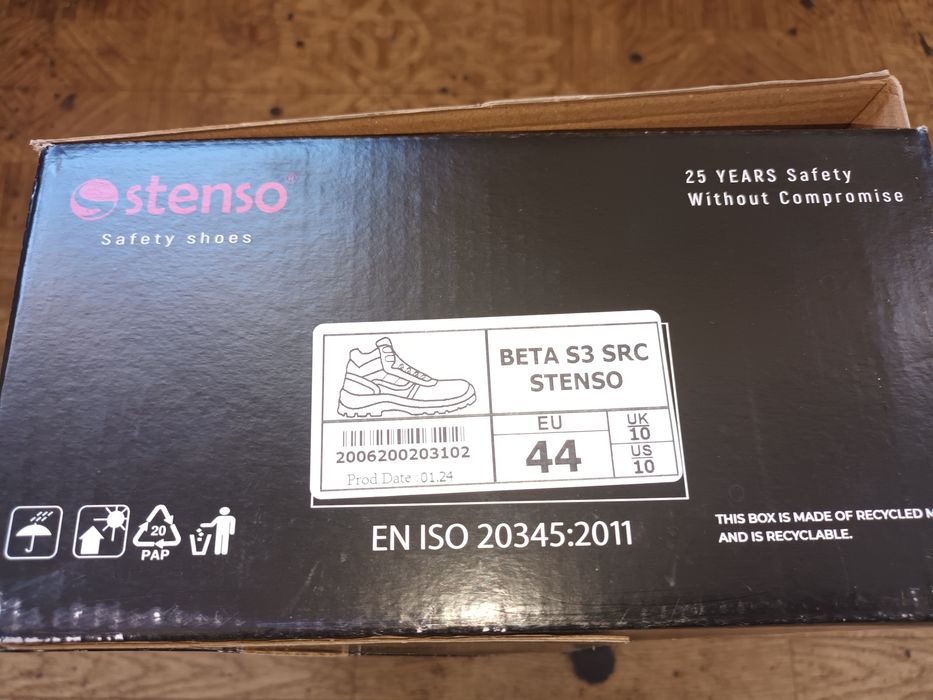 stenso®
Safety shoes
25 YEARS Safety
Without Compromise
BETA S3 SRC
STENSO
EU
44
UK
10
US
10
2006200203102
Prod Date :01.24
20
PAP
EN ISO 20345:2011
THIS BOX IS MADE OF RECYCLED
AND IS RECYCLABLE.